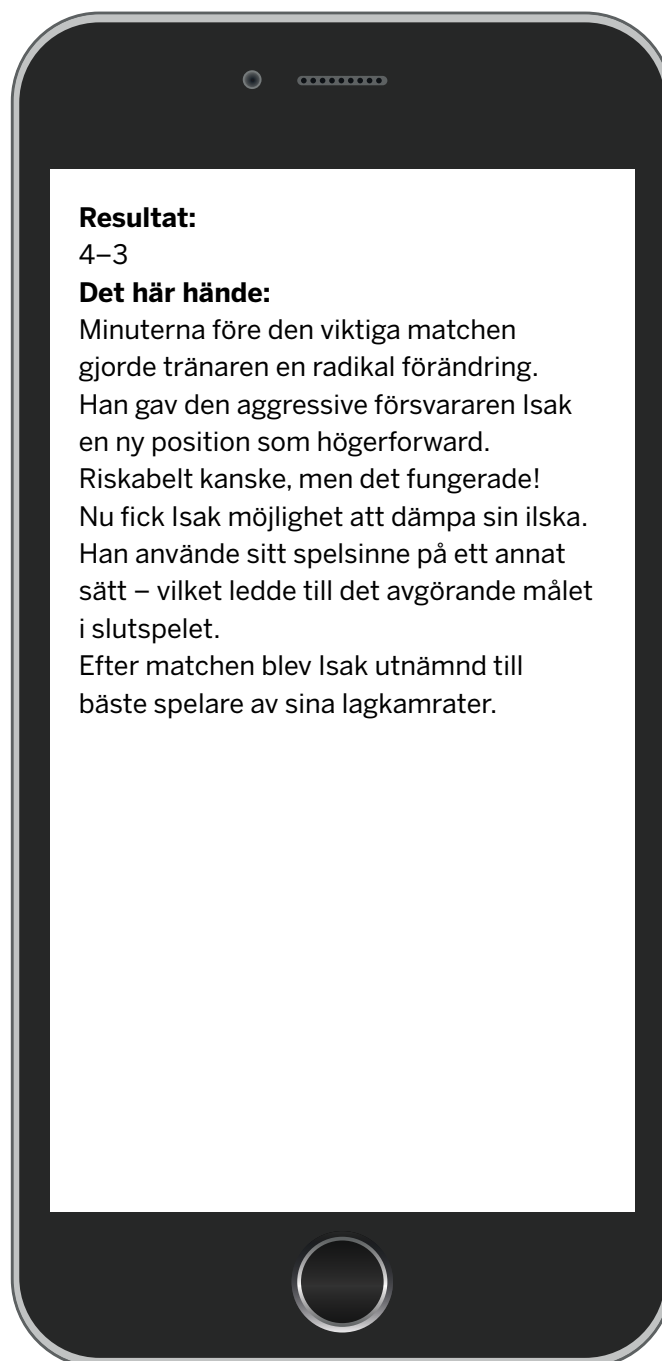 Resultat:
4–3
Det här hände:
Minuterna före den viktiga matchen
gjorde tränaren en radikal förändring.
Han gav den aggressive försvararen Isak
en ny position som högerforward.
Riskabelt kanske, men det fungerade!
Nu fick Isak möjlighet att dämpa sin ilska.
Han använde sitt spelsinne på ett annat
sätt – vilket ledde till det avgörande målet
i slutspelet.
Efter matchen blev Isak utnämnd till
bäste spelare av sina lagkamrater.